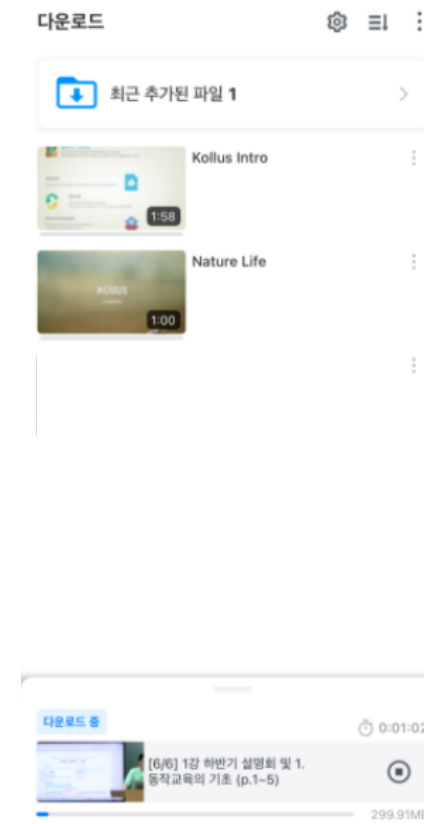 다운로드
최근 추가된 파일 1
Kollus Intro
1:58
Nature Life
KOLLUS
1:00
다운로드 중
0:01:02
[6/6] 1강 하반기 설명회 및 1.
동작교육의 기초 (p.1~5)
299.91MB